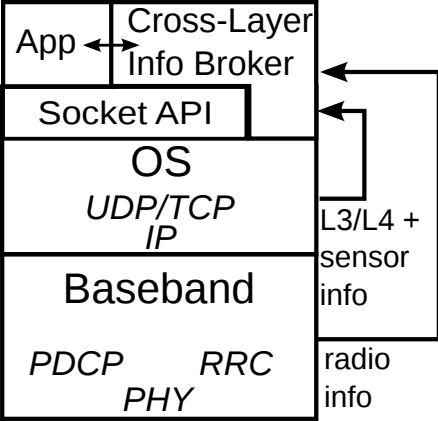 App
Cross-Layer
Info Broker
Socket API
OS
UDP/TCP
IP
L3/L4 +
sensor
info
Baseband
PDCP RRC
PHY
radio
info